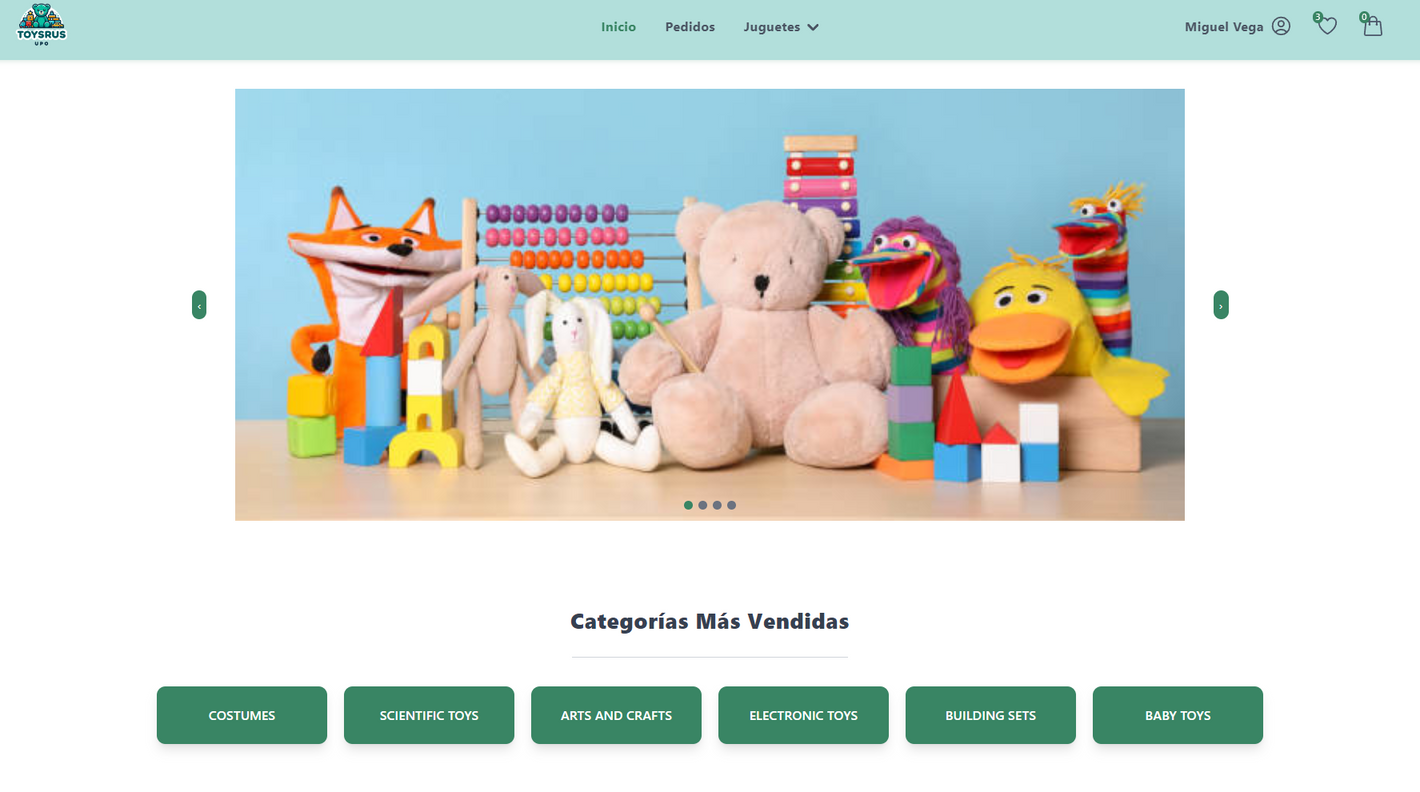 TOYSRUS
UPO
Inicio
Pedidos
Juguetes
Miguel Vega
3
0
‹
›
Categorías Más Vendidas
COSTUMES
SCIENTIFIC TOYS
ARTS AND CRAFTS
ELECTRONIC TOYS
BUILDING SETS
BABY TOYS